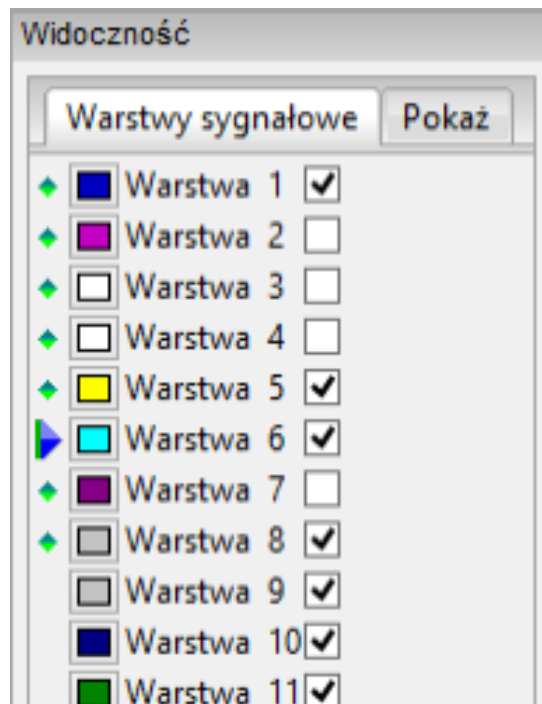 Widoczność
Warstwy sygnałowe Pokaż
Warstwa 1
Warstwa 2
Warstwa 3
Warstwa 4
Warstwa 5
Warstwa 6
Warstwa 7
Warstwa 8
Warstwa 9
Warstwa 10
Warstwa 11